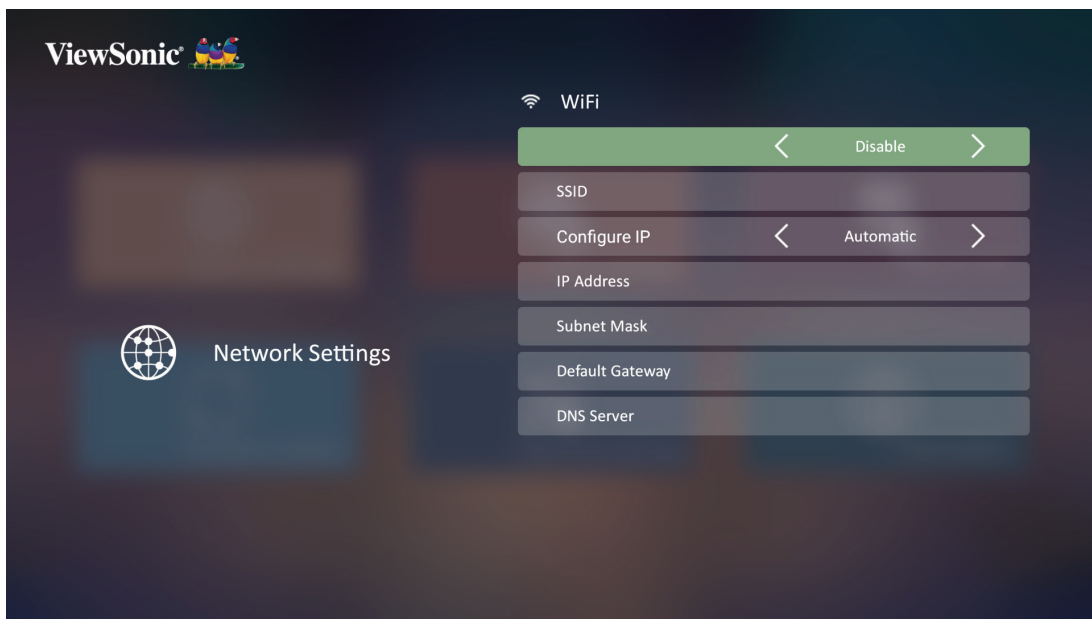 ViewSonic®
WiFi
Disable
SSID
Configure IP Automatic
IP Address
Subnet Mask
Network Settings
Default Gateway
DNS Server